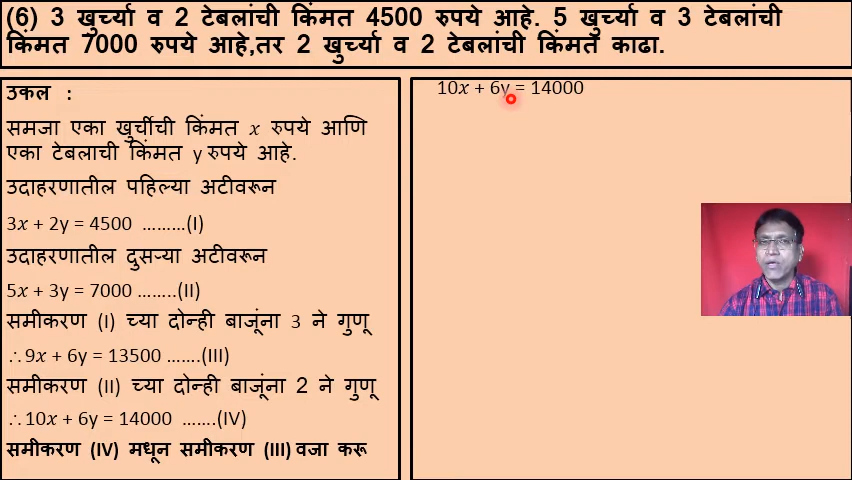 (6) 3 खुर्च्या व 2 टेबलांची किंमत 4500 रुपये आहे. 5 खुर्च्या व 3 टेबलांची
किंमत 7000 रुपये आहे,तर 2 खुर्च्या व 2 टेबलांची किंमत काढा.
उकल :
समजा एका खुर्चीची किंमत x रुपये आणि
एका टेबलाची किंमत y रुपये आहे.
उदाहरणातील पहिल्या अटीवरून
3x + 2y = 4500 .........(I)
उदाहरणातील दुसऱ्या अटीवरून
5x + 3y = 7000 ........(II)
समीकरण (I) च्या दोन्ही बाजूंना 3 ने गुणू
∴9x + 6y = 13500 .......(III)
समीकरण (II) च्या दोन्ही बाजूंना 2 ने गुणू
∴10x + 6y = 14000 .......(IV)
समीकरण (IV) मधून समीकरण (III) वजा करू
10x + 6y = 14000